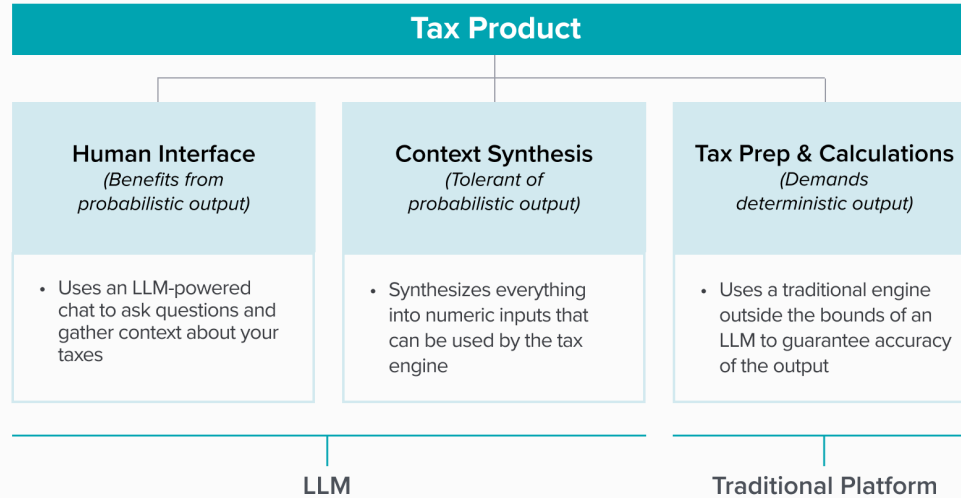 Tax Product
Human Interface
(Benefits from
probabilistic output)
• Uses an LLM-powered
chat to ask questions and
gather context about your
taxes
Context Synthesis
(Tolerant of
probabilistic output)
• Synthesizes everything
into numeric inputs that
can be used by the tax
engine
Tax Prep & Calculations
(Demands
deterministic output)
• Uses a traditional engine
outside the bounds of an
LLM to guarantee accuracy
of the output
LLM
Traditional Platform